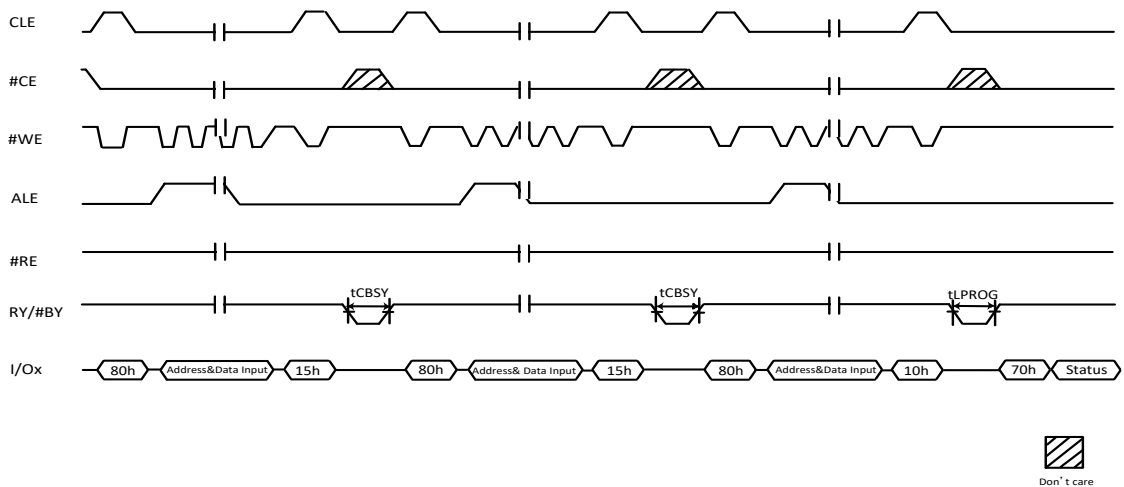 CLE
#CE
#WE
ALE
#RE
tCBSY tCBSY tLPROG
RY/#BY
I/Ox 80h Address&Data Input 15h 80h Address& Data Input 15h 80h Address&Data Input 10h 70h Status
Don't care